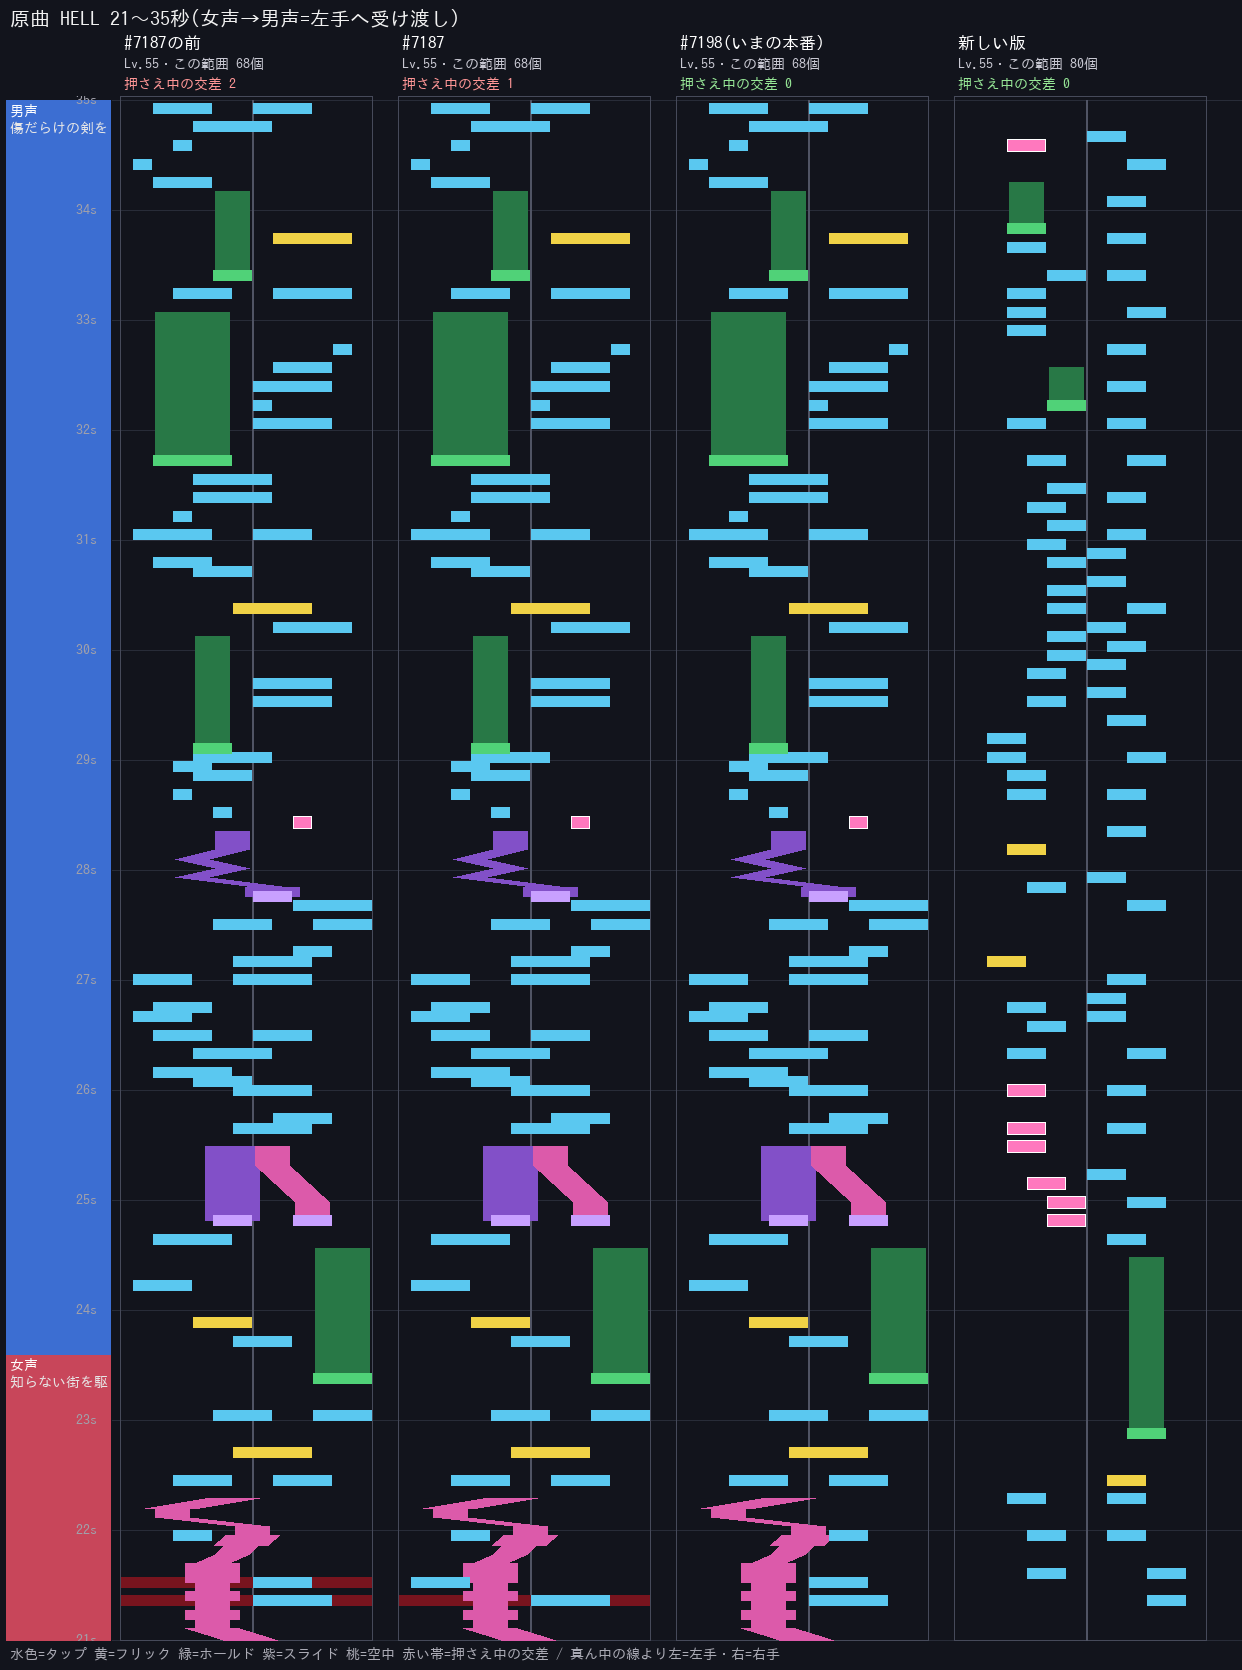 原曲 HELL 21〜35秒(女声→男声=左手へ受け渡し)
#7187の前
Lv.55・この範囲 68個
押さえ中の交差 2
#7187
Lv.55・この範囲 68個
押さえ中の交差 1
#7198(いまの本番)
Lv.55・この範囲 68個
押さえ中の交差 0
新しい版
Lv.55・この範囲 80個
押さえ中の交差 0
35s
男声
傷だらけの剣を
34s
33s
32s
31s
30s
29s
28s
27s
26s
25s
24s
女声
知らない街を駆
23s
22s
21s
水色=タップ 黄=フリック 緑=ホールド 紫=スライド 桃=空中 赤い帯=押さえ中の交差 / 真ん中の線より左=左手・右=右手